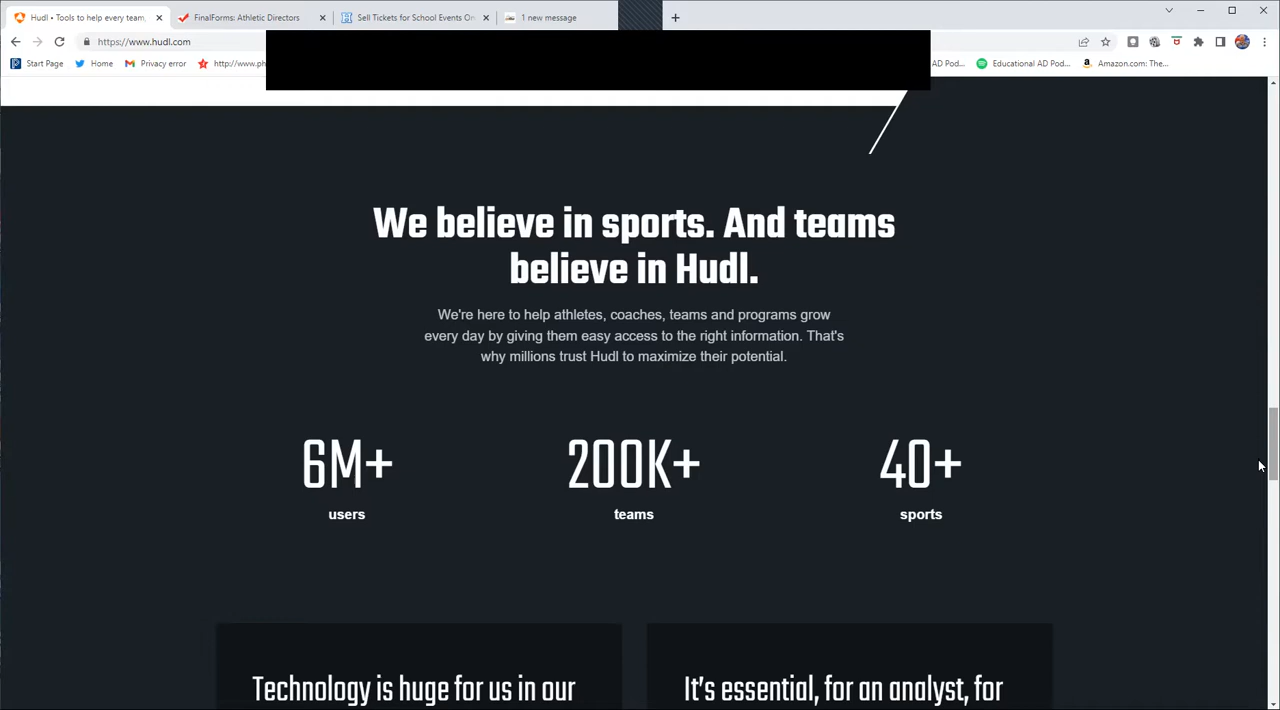 Hudl • Tools to help every team,
FinalForms: Athletic Directors
Sell Tickets for School Events On
1 new message
https://www.hudl.com
Start Page
Home
Privacy error
http://www.ph
AD Pod...
Educational AD Pod...
Amazon.com: The...
We believe in sports. And teams
believe in Hudl.
We're here to help athletes, coaches, teams and programs grow
every day by giving them easy access to the right information. That's
why millions trust Hudl to maximize their potential.
6M+
200K+
40+
users
teams
sports
Technology is huge for us in our
It's essential, for an analyst, for